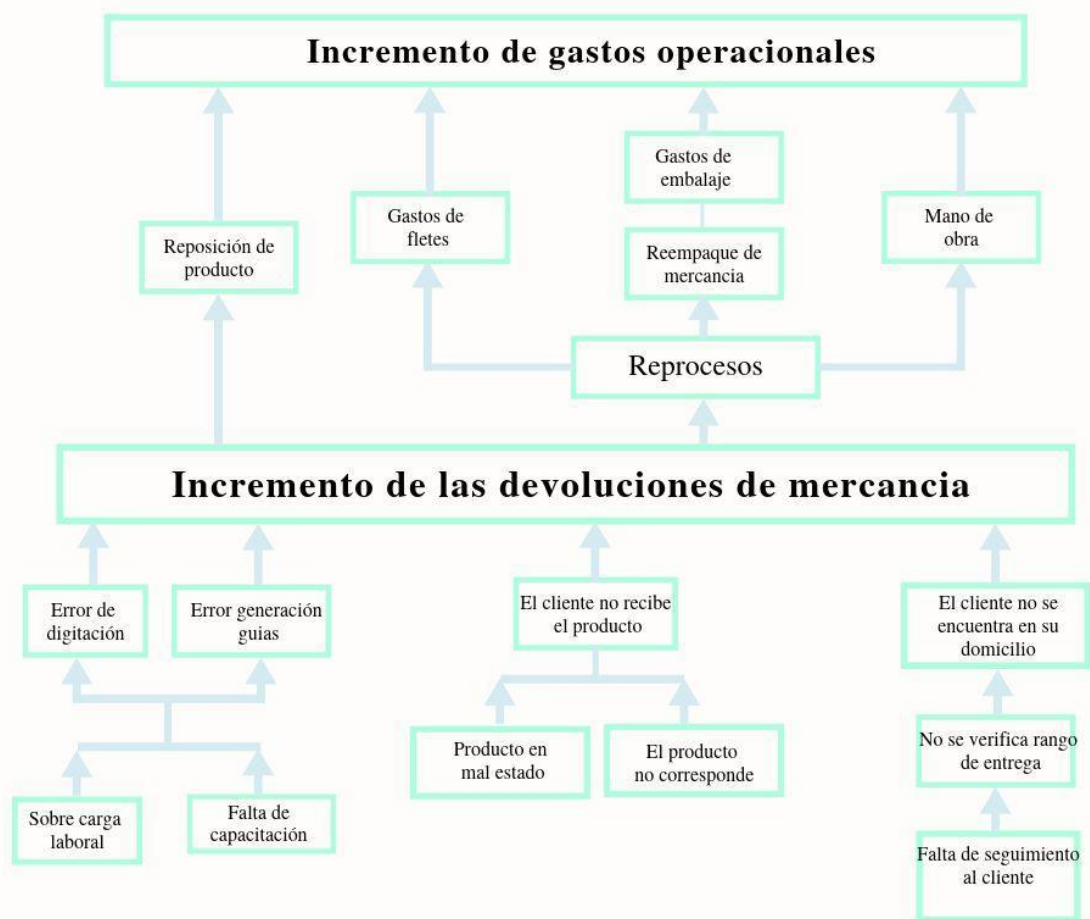 Incremento de gastos operacionales
Gastos de
embalaje
Reposición de
producto
Gastos de
fletes
Reempaque de
mercancia
Mano de
obra
Reprocesos
Incremento de las devoluciones de mercancia
Error de
digitación
Error generación
guias
El cliente no recibe
el producto
El cliente no se
encuentra en su
domicilio
Producto en
mal estado
El producto
no corresponde
No se verifica rango
de entrega
Sobre carga
laboral
Falta de
capacitación
Falta de seguimiento
al cliente